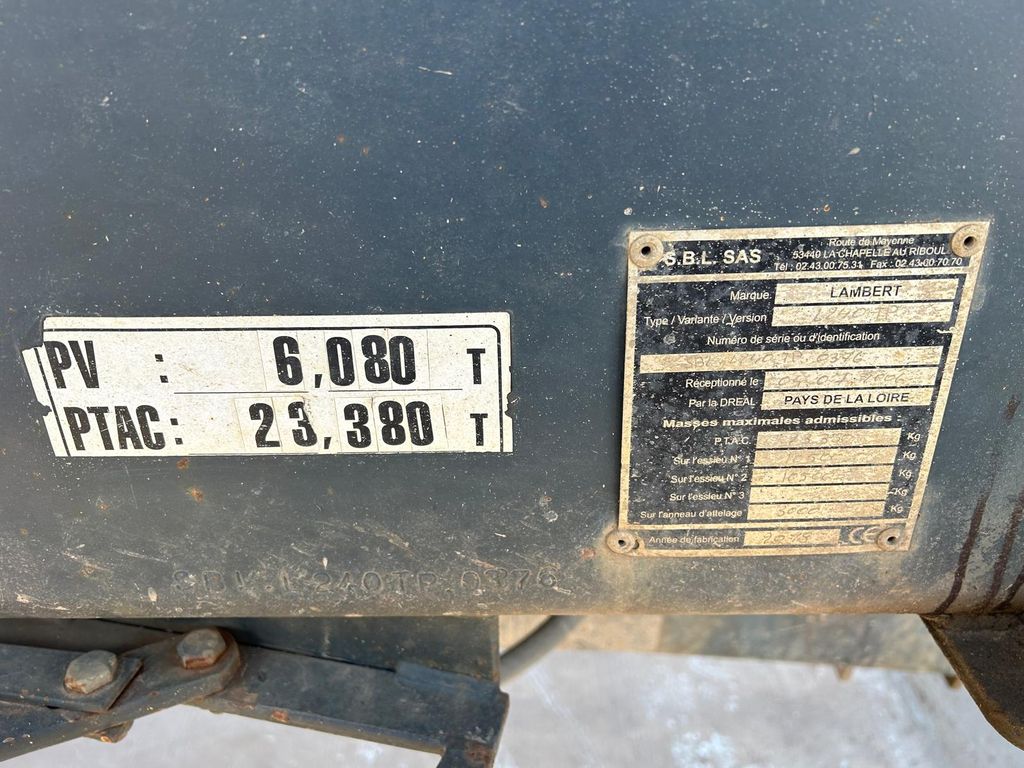 PV : 6,080 T
PTAC : 23,380 T
S.B.L. SAS
Route de Mayenne
53440 LA CHAPELLE AU RIBOUL
Tél : 02.43.00.75.31 Fax : 02.43.00.70.70
Marque LAMBERT
Type / Variante / Version L240 TP
Numéro de série ou d'identification
Réceptionné le
Par la DREAL PAYS DE LA LOIRE
Masses maximales admissibles :
P.T.A.C Kg
Sur l'essieu N° 1 Kg
Sur l'essieu N° 2 Kg
Sur l'essieu N° 3 Kg
Sur l'anneau d'attelage Kg
Année de fabrication CE
L240TP.0376